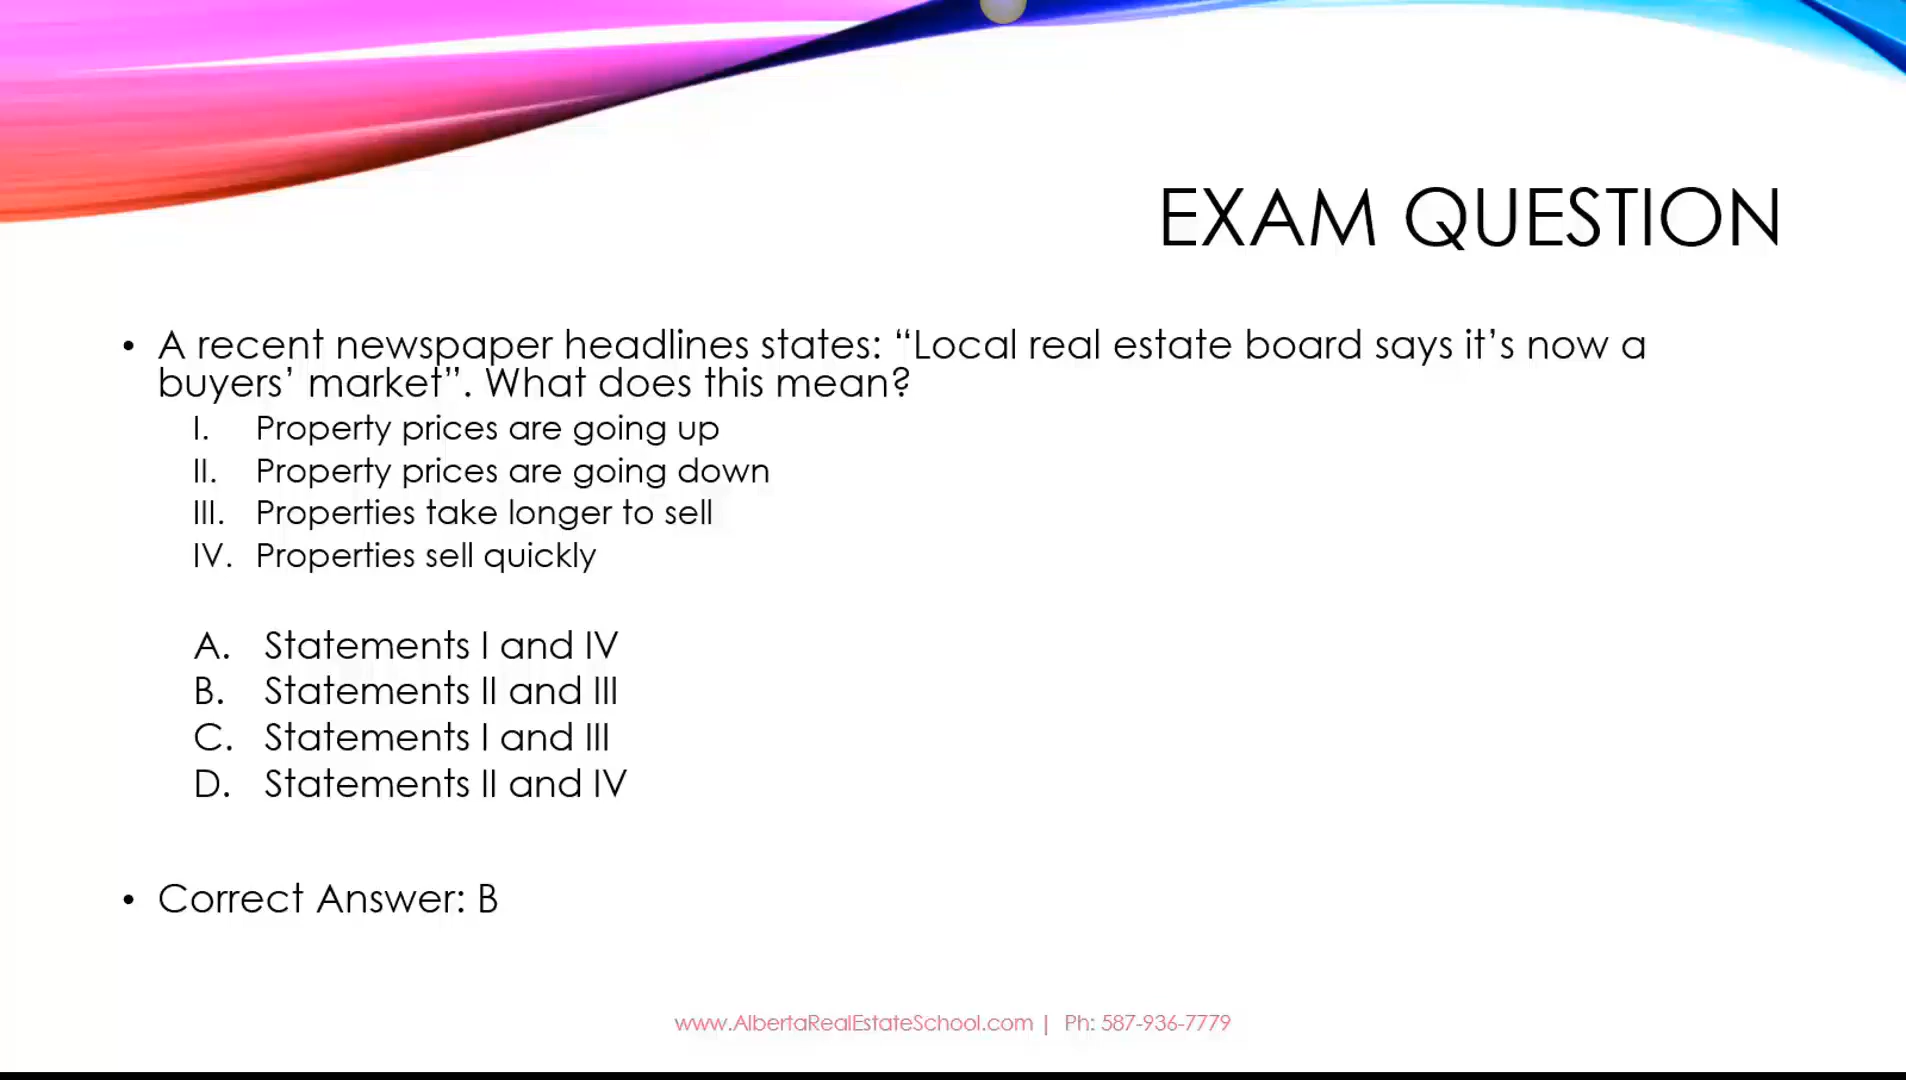 EXAM QUESTION
• A recent newspaper headlines states: “Local real estate board says it’s now a
buyers’ market”. What does this mean?
I. Property prices are going up
II. Property prices are going down
III. Properties take longer to sell
IV. Properties sell quickly
A. Statements I and IV
B. Statements II and III
C. Statements I and III
D. Statements II and IV
• Correct Answer: B
www.AlbertaRealEstateSchool.com | Ph: 587-936-7779